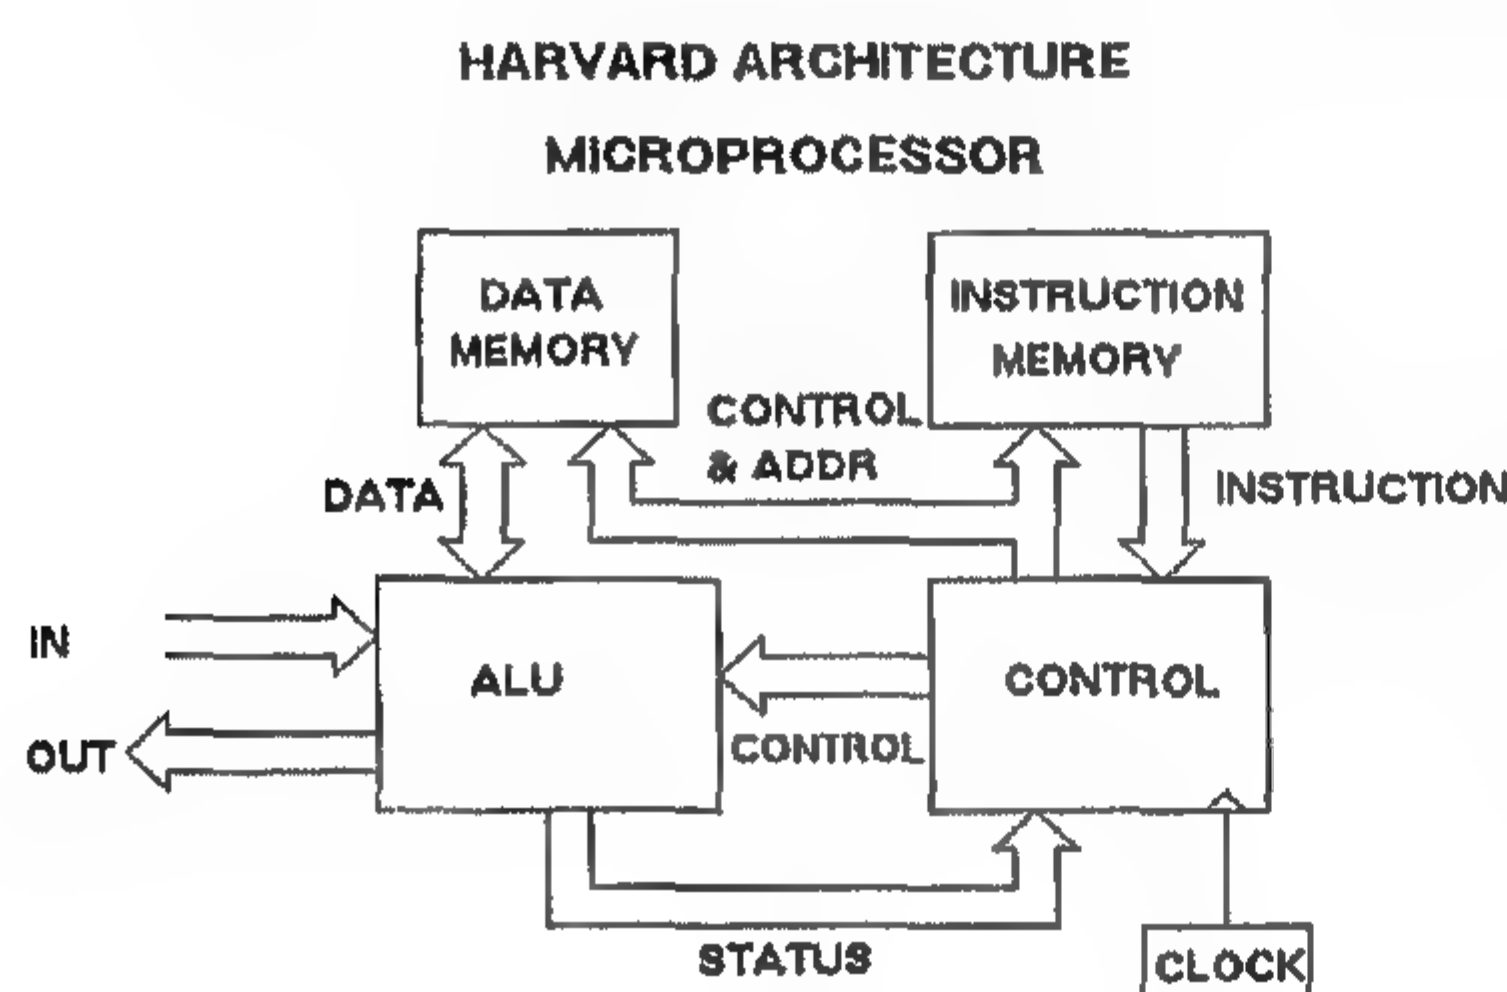 HARVARD ARCHITECTURE
MICROPROCESSOR
DATA
MEMORY
INSTRUCTION
MEMORY
CONTROL
& ADDR
DATA
INSTRUCTION
IN
ALU
CONTROL
OUT
CONTROL
STATUS
CLOCK